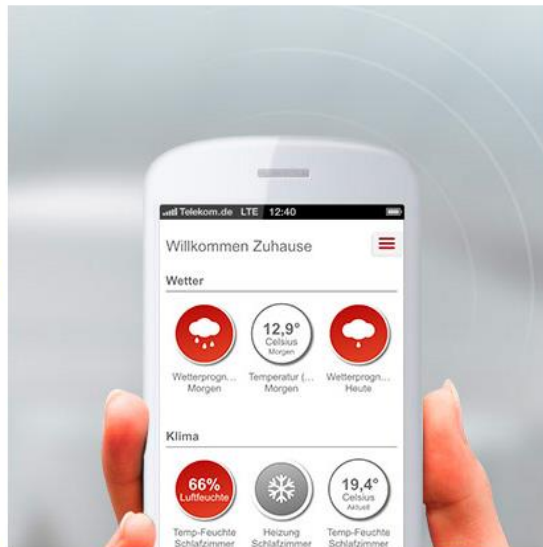 Telekom.de LTE 12:40
Willkommen Zuhause
Wetter
12,9°
Celsius
Morgen
Wetterprogn... Temperatur (... Wetterprogn...
Morgen Morgen Heute
Klima
66% 19,4°
Luftfeuchte Celsius
Aktuell
Temp-Feuchte Heizung Temp-Feuchte
Schlafzimmer Schlafzimmer Schlafzimmer